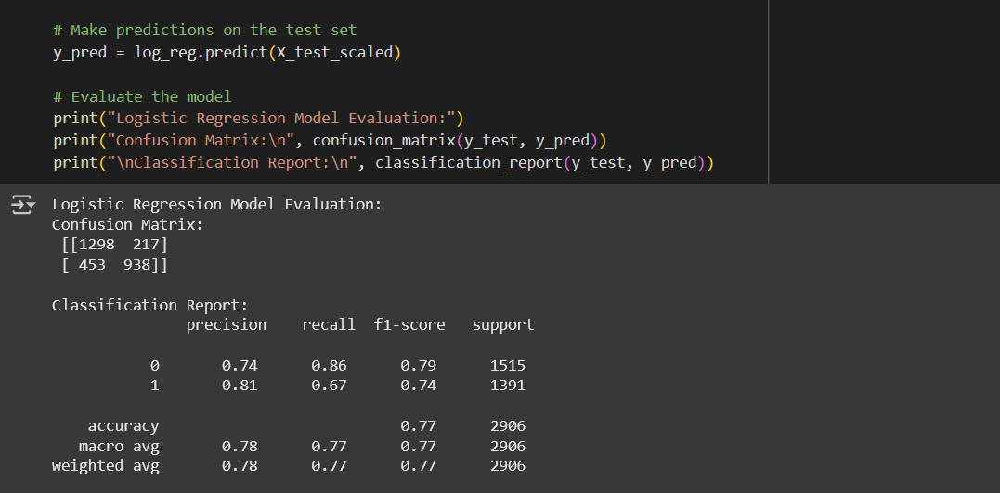 # Make predictions on the test set
y_pred = log_reg.predict(X_test_scaled)
# Evaluate the model
print("Logistic Regression Model Evaluation:")
print("Confusion Matrix:\n", confusion_matrix(y_test, y_pred))
print("\nClassification Report:\n", classification_report(y_test, y_pred))
Logistic Regression Model Evaluation:
Confusion Matrix:
[[1298 217]
[ 453 938]]
Classification Report:
precision recall f1-score support
0 0.74 0.86 0.79 1515
1 0.81 0.67 0.74 1391
accuracy 0.77 2906
macro avg 0.78 0.77 0.77 2906
weighted avg 0.78 0.77 0.77 2906